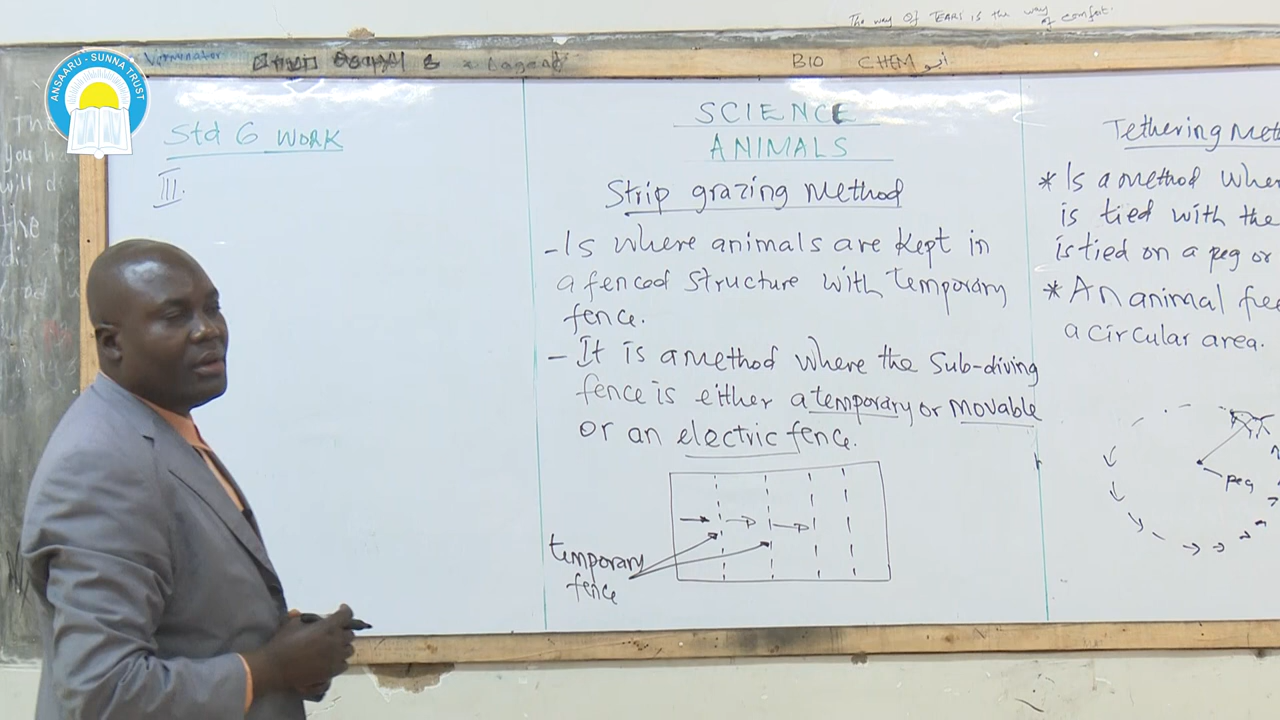 The way of TEARS is the way
of comfort.
BIO CHEM
ANSAARU - SUNNA TRUST
Std 6 WORK
III.
SCIENCE
ANIMALS
Strip grazing Method
-Is where animals are kept in
a fenced structure with temporary
fence.
- It is a method where the Sub-diving
fence is either a temporary or movable
or an electric fence.
temporary
fence
Tethering Met
* Is a method wher
is tied with the
is tied on a peg or
* An animal fee
a circular area.
peg